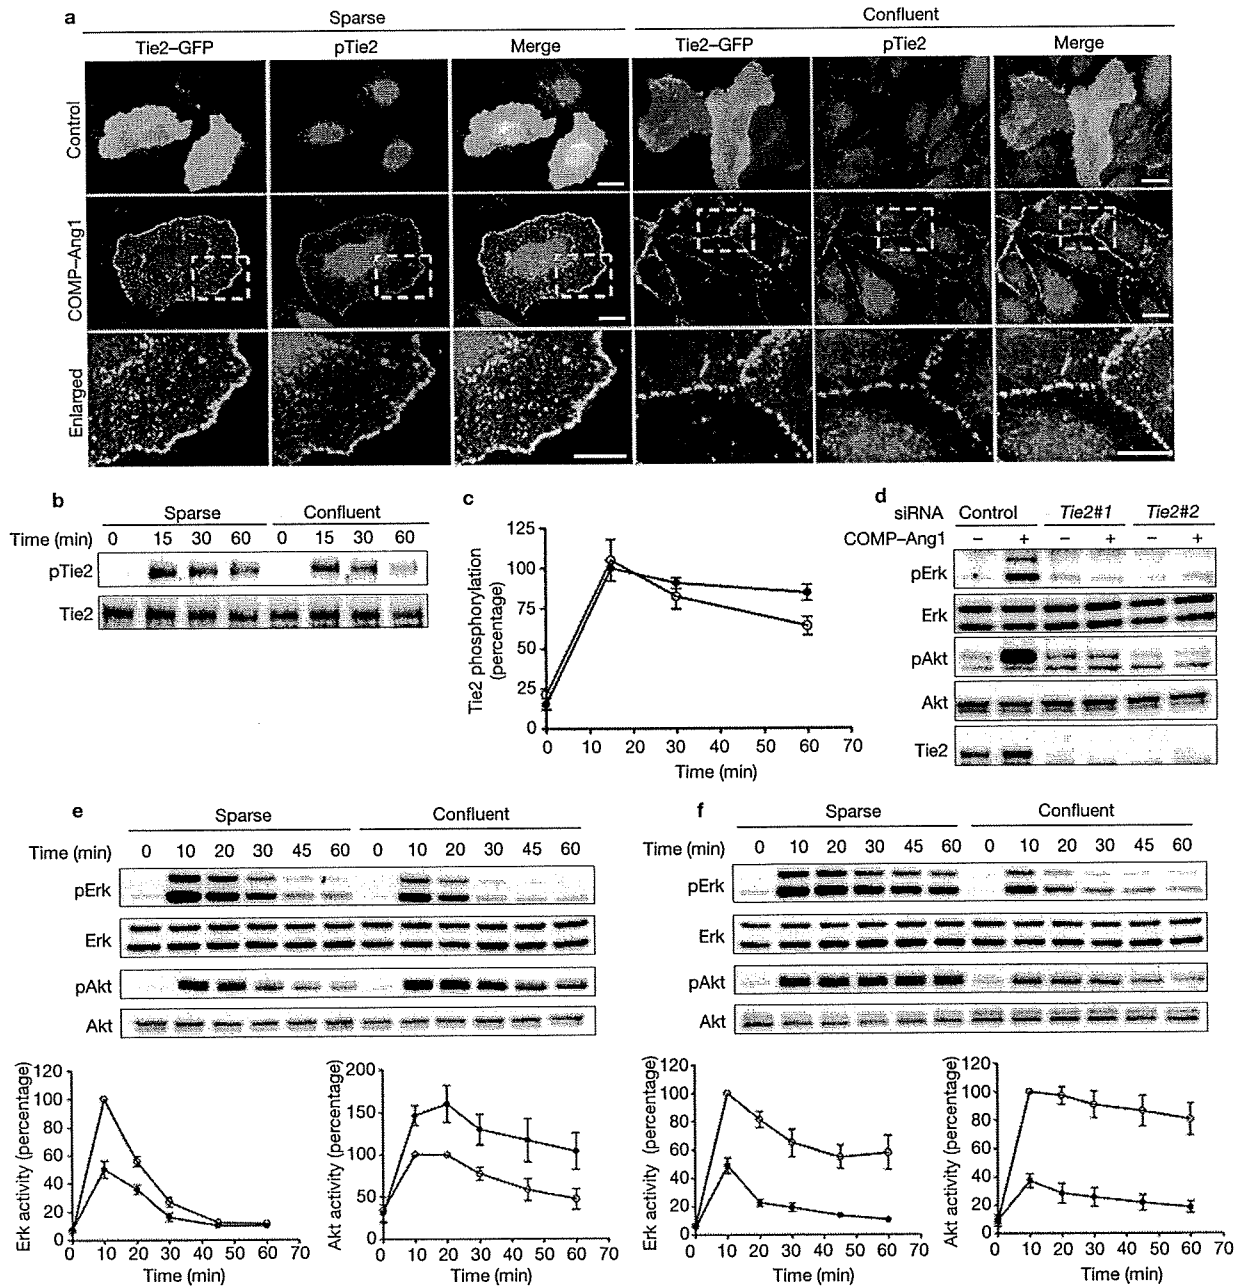 a
Sparse Confluent
Tie2–GFP pTie2 Merge Tie2–GFP pTie2 Merge
Control
COMP–Ang1
Enlarged
b
Sparse Confluent
Time (min) 0 15 30 60 0 15 30 60
pTie2
Tie2
c
125
100
75
50
25
0
Tie2 phosphorylation
(percentage)
0 10 20 30 40 50 60 70
Time (min)
d
siRNA Control Tie2#1 Tie2#2
COMP–Ang1 – + – + – +
pErk
Erk
pAkt
Akt
Tie2
e
Sparse Confluent
Time (min) 0 10 20 30 45 60 0 10 20 30 45 60
pErk
Erk
pAkt
Akt
Erk activity (percentage)
120
100
80
60
40
20
0
0 10 20 30 40 50 60 70
Time (min)
Akt activity (percentage)
200
150
100
50
0
0 10 20 30 40 50 60 70
Time (min)
f
Sparse Confluent
Time (min) 0 10 20 30 45 60 0 10 20 30 45 60
pErk
Erk
pAkt
Akt
Erk activity (percentage)
120
100
80
60
40
20
0
0 10 20 30 40 50 60 70
Time (min)
Akt activity (percentage)
120
100
80
60
40
20
0
0 10 20 30 40 50 60 70
Time (min)